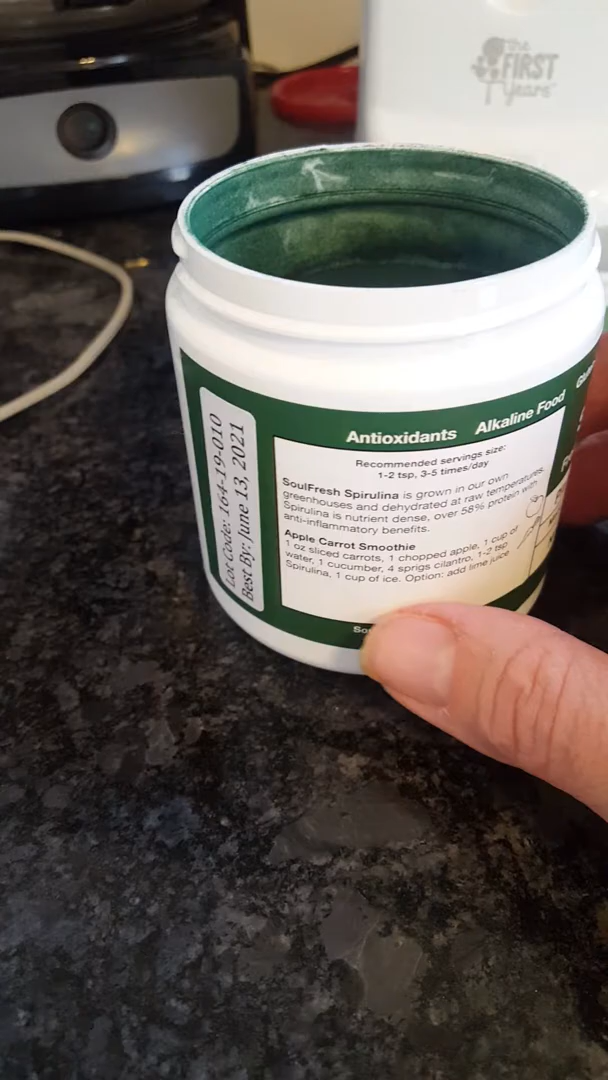 the
FIRST
Years
Lot Code: 164-19-010
Best By: June 13, 2021
Antioxidants Alkaline Food
Recommended servings size:
1-2 tsp, 3-5 times/day
SoulFresh Spirulina is grown in our own
greenhouses and dehydrated at raw temperatures.
Spirulina is nutrient dense, over 58% protein with
anti-inflammatory benefits.
Apple Carrot Smoothie
1 oz sliced carrots, 1 chopped apple, 1 cup of
water, 1 cucumber, 4 sprigs cilantro, 1-2 tsp
Spirulina, 1 cup of ice. Option: add lime juice